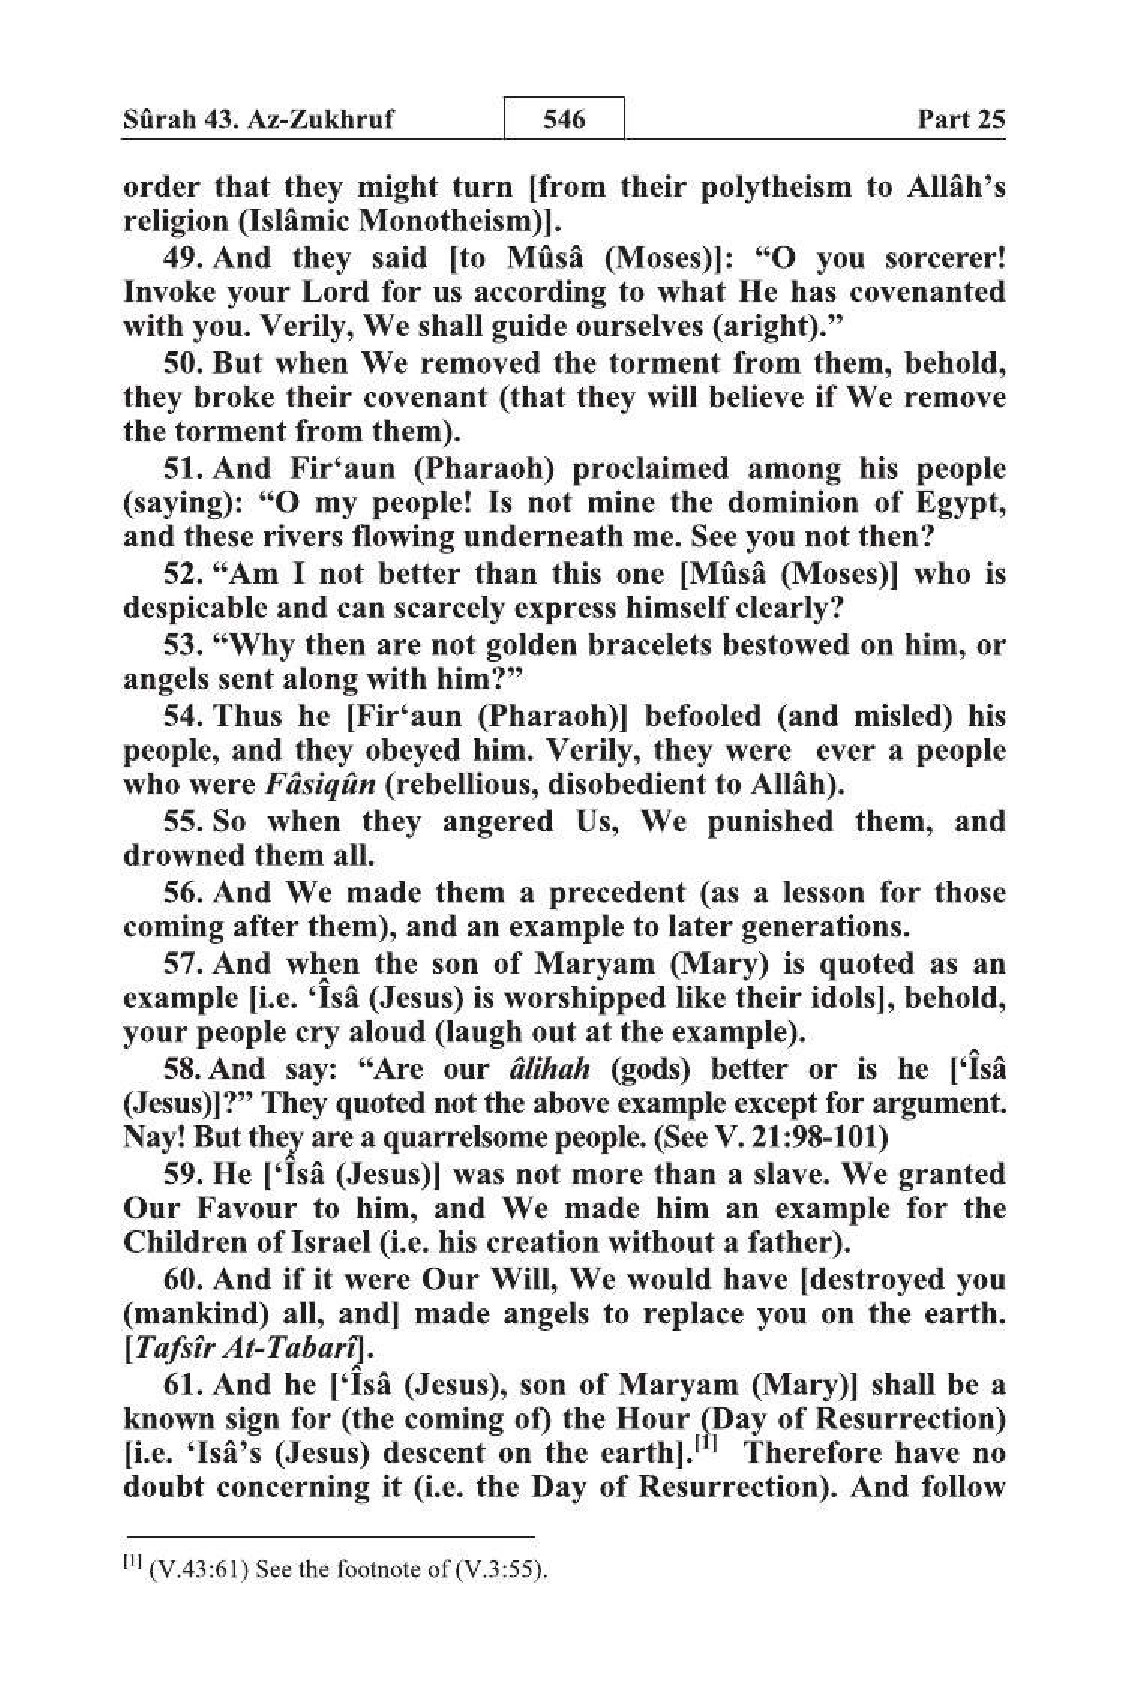 Sûrah 43. Az-Zukhruf 546 Part 25
order that they might turn [from their polytheism to Allâh's
religion (Islâmic Monotheism)].
49. And they said [to Mûsâ (Moses)]: “O you sorcerer!
Invoke your Lord for us according to what He has covenanted
with you. Verily, We shall guide ourselves (aright).”
50. But when We removed the torment from them, behold,
they broke their covenant (that they will believe if We remove
the torment from them).
51. And Fir‘aun (Pharaoh) proclaimed among his people
(saying): “O my people! Is not mine the dominion of Egypt,
and these rivers flowing underneath me. See you not then?
52. “Am I not better than this one [Mûsâ (Moses)] who is
despicable and can scarcely express himself clearly?
53. “Why then are not golden bracelets bestowed on him, or
angels sent along with him?”
54. Thus he [Fir‘aun (Pharaoh)] befooled (and misled) his
people, and they obeyed him. Verily, they were ever a people
who were Fâsiqûn (rebellious, disobedient to Allâh).
55. So when they angered Us, We punished them, and
drowned them all.
56. And We made them a precedent (as a lesson for those
coming after them), and an example to later generations.
57. And when the son of Maryam (Mary) is quoted as an
example [i.e. ‘Îsâ (Jesus) is worshipped like their idols], behold,
your people cry aloud (laugh out at the example).
58. And say: “Are our âlihah (gods) better or is he [‘Îsâ
(Jesus)]?” They quoted not the above example except for argument.
Nay! But they are a quarrelsome people. (See V. 21:98-101)
59. He [‘Îsâ (Jesus)] was not more than a slave. We granted
Our Favour to him, and We made him an example for the
Children of Israel (i.e. his creation without a father).
60. And if it were Our Will, We would have [destroyed you
(mankind) all, and] made angels to replace you on the earth.
[Tafsîr At-Tabarî].
61. And he [‘Îsâ (Jesus), son of Maryam (Mary)] shall be a
known sign for (the coming of) the Hour (Day of Resurrection)
[i.e. ‘Isâ’s (Jesus) descent on the earth].[1] Therefore have no
doubt concerning it (i.e. the Day of Resurrection). And follow
[1] (V.43:61) See the footnote of (V.3:55).